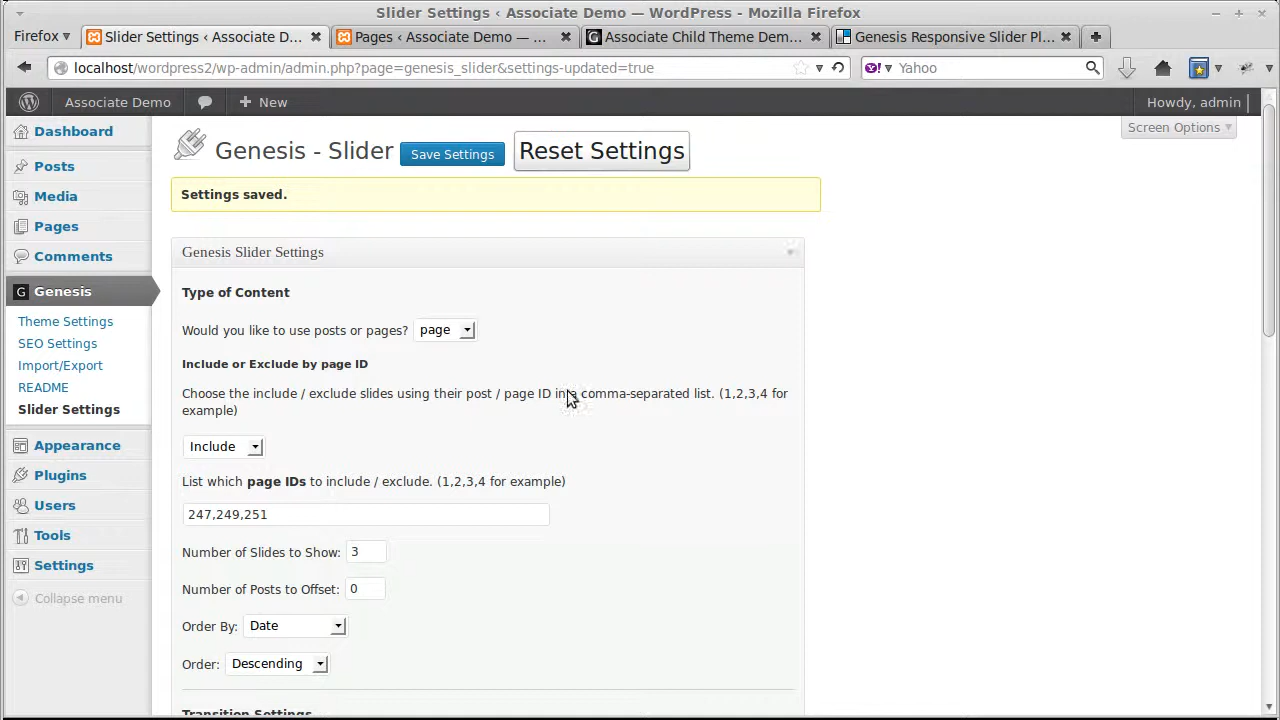 Slider Settings ‹ Associate Demo — WordPress - Mozilla Firefox
Firefox
Slider Settings ‹ Associate D...
Pages ‹ Associate Demo — ...
Associate Child Theme Dem...
Genesis Responsive Slider Pl...
localhost/wordpress2/wp-admin/admin.php?page=genesis_slider&settings-updated=true
Yahoo
Associate Demo
New
Howdy, admin
Screen Options
Dashboard
Posts
Media
Pages
Comments
Genesis
Theme Settings
SEO Settings
Import/Export
README
Slider Settings
Appearance
Plugins
Users
Tools
Settings
Collapse menu
Genesis - Slider
Save Settings
Reset Settings
Settings saved.
Genesis Slider Settings
Type of Content
Would you like to use posts or pages? page
Include or Exclude by page ID
Choose the include / exclude slides using their post / page ID in a comma-separated list. (1,2,3,4 for
example)
Include
List which page IDs to include / exclude. (1,2,3,4 for example)
247,249,251
Number of Slides to Show: 3
Number of Posts to Offset: 0
Order By: Date
Order: Descending
Transition Settings